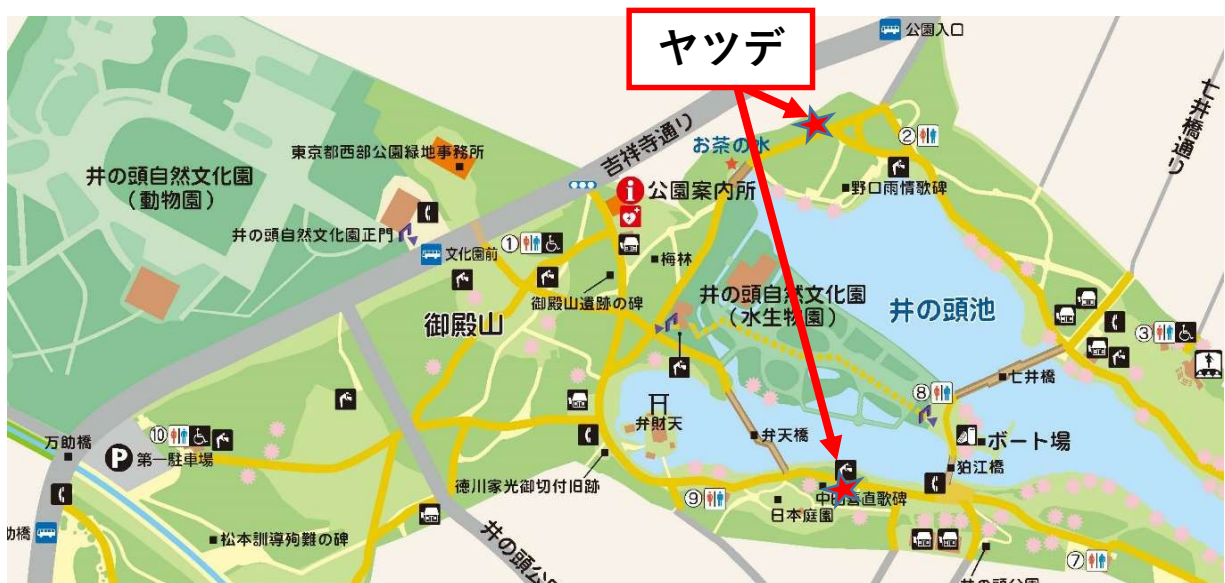 ヤツデ
公園入口
七井橋通り
吉祥寺通り
お茶の水
②
東京都西部公園緑地事務所
井の頭自然文化園
(動物園)
i 公園案内所
野口雨情歌碑
井の頭自然文化園正門
文化園前
①
梅林
御殿山遺跡の碑
井の頭自然文化園
(水生物園)
井の頭池
御殿山
③
七井橋
⑧
弁財天
弁天橋
ボート場
⑩
万助橋
P 第一駐車場
徳川家光御切付旧跡
狛江橋
⑨
日本庭園
松本訓導殉難の碑
⑦